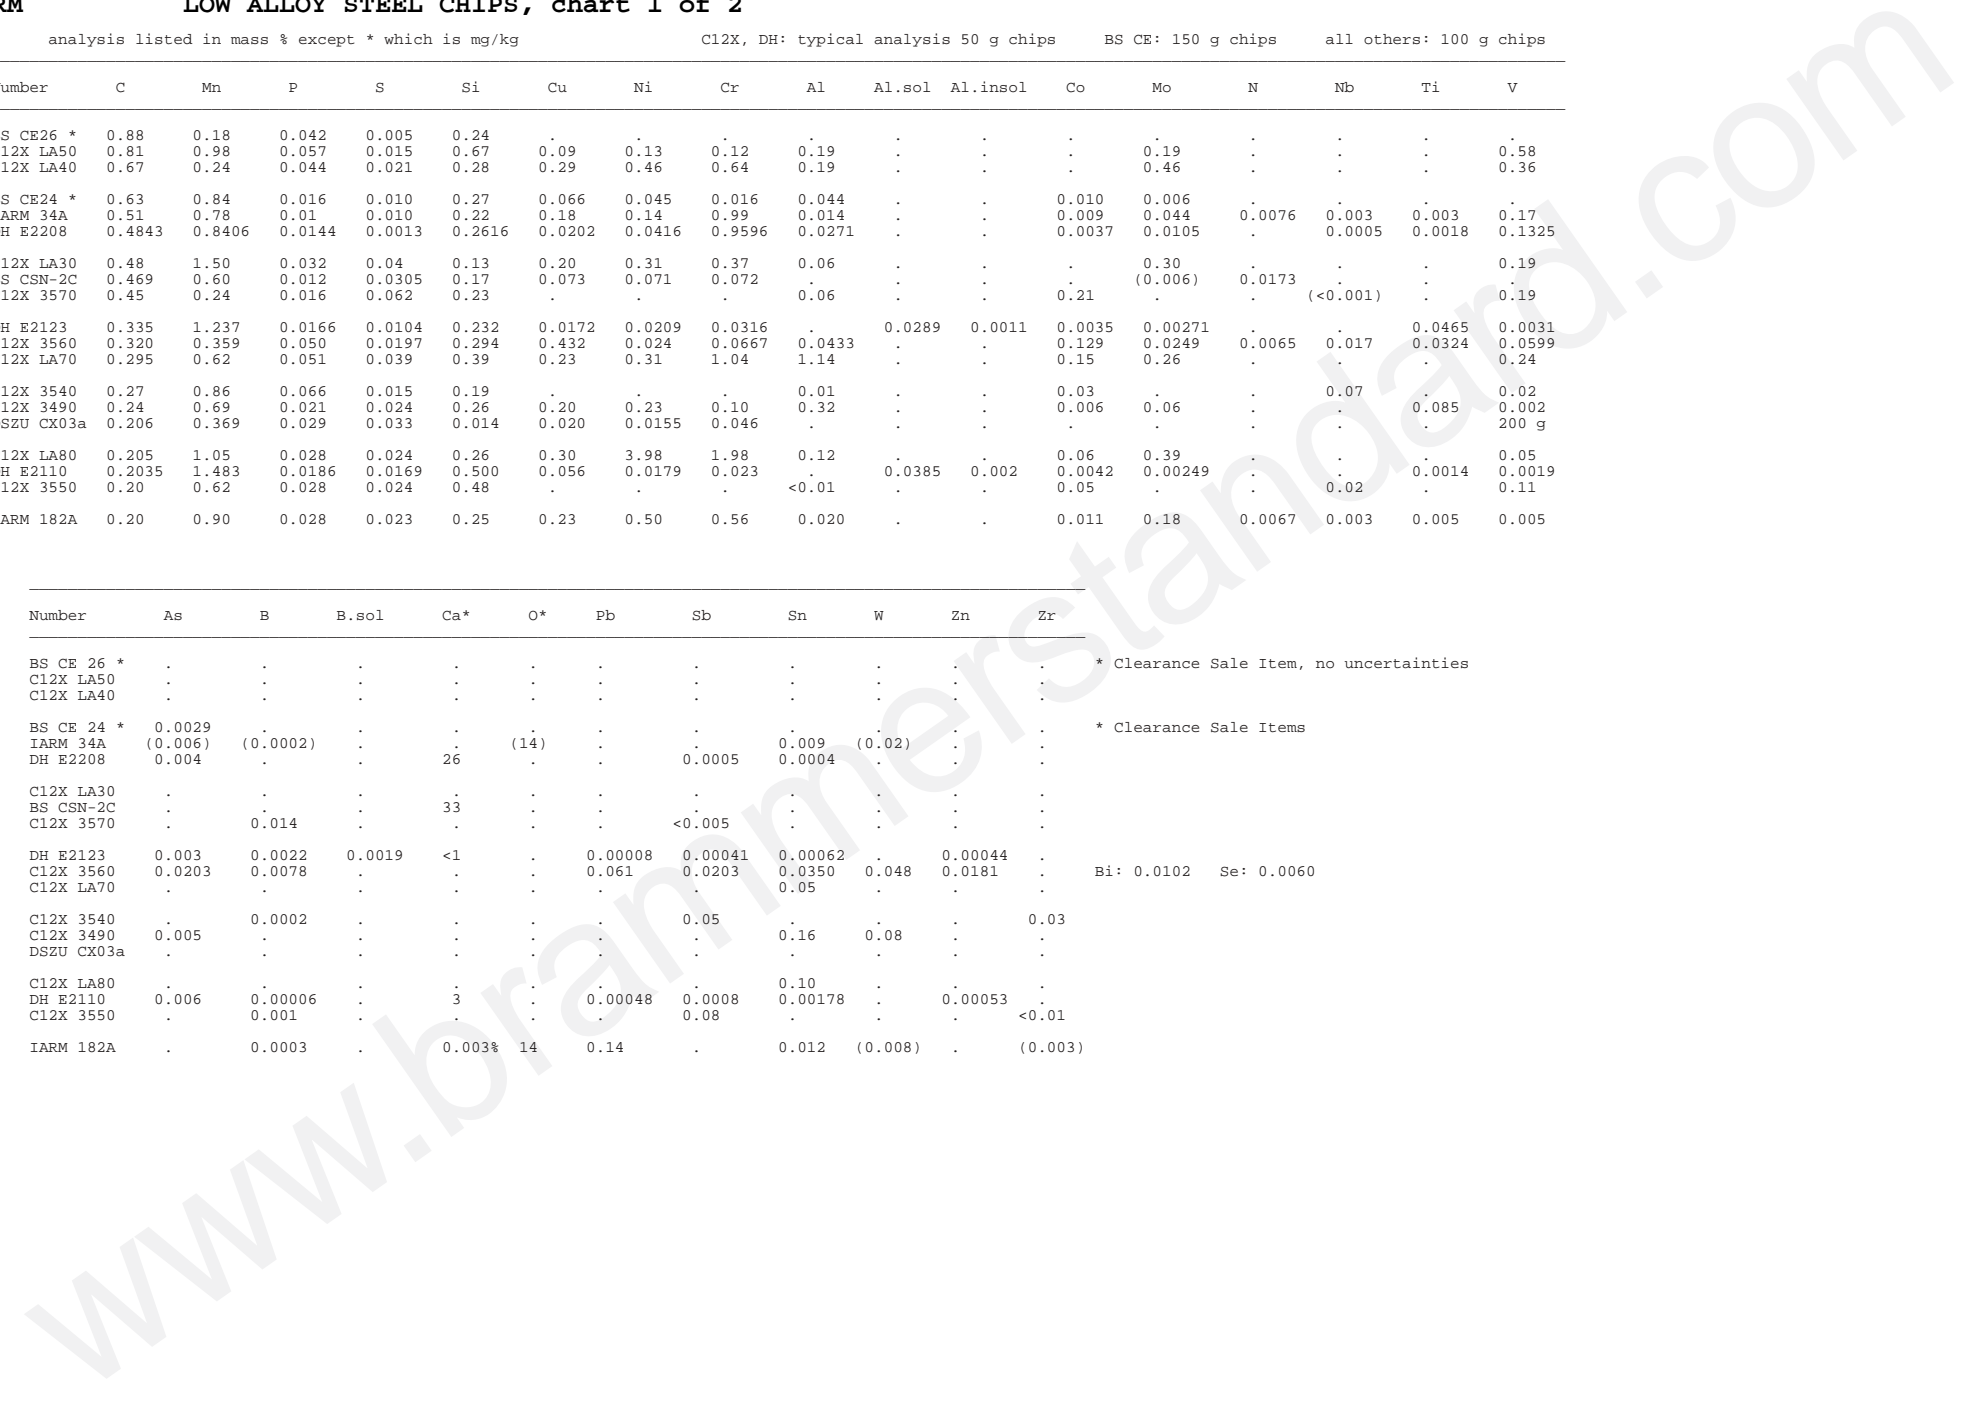 RM LOW ALLOY STEEL CHIPS, chart 1 of 2
analysis listed in mass % except * which is mg/kg C12X, DH: typical analysis 50 g chips BS CE: 150 g chips all others: 100 g chips
umber C Mn P S Si Cu Ni Cr Al Al.sol Al.insol Co Mo N Nb Ti V
S CE26 * 0.88 0.18 0.042 0.005 0.24 . . . . . . . . . . . .
12X LA50 0.81 0.98 0.057 0.015 0.67 0.09 0.13 0.12 0.19 . . . 0.19 . . . 0.58
12X LA40 0.67 0.24 0.044 0.021 0.28 0.29 0.46 0.64 0.19 . . . 0.46 . . . 0.36
S CE24 * 0.63 0.84 0.016 0.010 0.27 0.066 0.045 0.016 0.044 . . 0.010 0.006 . . . .
ARM 34A 0.51 0.78 0.01 0.010 0.22 0.18 0.14 0.99 0.014 . . 0.009 0.044 0.0076 0.003 0.003 0.17
H E2208 0.4843 0.8406 0.0144 0.0013 0.2616 0.0202 0.0416 0.9596 0.0271 . . 0.0037 0.0105 . 0.0005 0.0018 0.1325
12X LA30 0.48 1.50 0.032 0.04 0.13 0.20 0.31 0.37 0.06 . . . 0.30 . . . 0.19
S CSN-2C 0.469 0.60 0.012 0.0305 0.17 0.073 0.071 0.072 . . . . (0.006) 0.0173 . . .
12X 3570 0.45 0.24 0.016 0.062 0.23 . . . 0.06 . . 0.21 . . (<0.001) . 0.19
H E2123 0.335 1.237 0.0166 0.0104 0.232 0.0172 0.0209 0.0316 . 0.0289 0.0011 0.0035 0.00271 . . 0.0465 0.0031
12X 3560 0.320 0.359 0.050 0.0197 0.294 0.432 0.024 0.0667 0.0433 . . 0.129 0.0249 0.0065 0.017 0.0324 0.0599
12X LA70 0.295 0.62 0.051 0.039 0.39 0.23 0.31 1.04 1.14 . . 0.15 0.26 . . . 0.24
12X 3540 0.27 0.86 0.066 0.015 0.19 . . . 0.01 . . 0.03 . . 0.07 . 0.02
12X 3490 0.24 0.69 0.021 0.024 0.26 0.20 0.23 0.10 0.32 . . 0.006 0.06 . . 0.085 0.002
SZU CX03a 0.206 0.369 0.029 0.033 0.014 0.020 0.0155 0.046 . . . . . . . . 200 g
12X LA80 0.205 1.05 0.028 0.024 0.26 0.30 3.98 1.98 0.12 . . 0.06 0.39 . . . 0.05
H E2110 0.2035 1.483 0.0186 0.0169 0.500 0.056 0.0179 0.023 . 0.0385 0.002 0.0042 0.00249 . . 0.0014 0.0019
12X 3550 0.20 0.62 0.028 0.024 0.48 . . . <0.01 . . 0.05 . . 0.02 . 0.11
ARM 182A 0.20 0.90 0.028 0.023 0.25 0.23 0.50 0.56 0.020 . . 0.011 0.18 0.0067 0.003 0.005 0.005
Number As B B.sol Ca* O* Pb Sb Sn W Zn Zr
BS CE 26 * . . . . . . . . . . . * Clearance Sale Item, no uncertainties
C12X LA50 . . . . . . . . . . .
C12X LA40 . . . . . . . . . . .
BS CE 24 * 0.0029 . . . . . . . . . . * Clearance Sale Items
IARM 34A (0.006) (0.0002) . . (14) . . 0.009 (0.02) . .
DH E2208 0.004 . . 26 . . 0.0005 0.0004 . . .
C12X LA30 . . . . . . . . . . .
BS CSN-2C . . . 33 . . . . . . .
C12X 3570 . 0.014 . . . . <0.005 . . . .
DH E2123 0.003 0.0022 0.0019 <1 . 0.00008 0.00041 0.00062 . 0.00044 .
C12X 3560 0.0203 0.0078 . . . 0.061 0.0203 0.0350 0.048 0.0181 . Bi: 0.0102 Se: 0.0060
C12X LA70 . . . . . . . 0.05 . . .
C12X 3540 . 0.0002 . . . . 0.05 . . . 0.03
C12X 3490 0.005 . . . . . . 0.16 0.08 . .
DSZU CX03a . . . . . . . . . . .
C12X LA80 . . . . . . . 0.10 . . .
DH E2110 0.006 0.00006 . 3 . 0.00048 0.0008 0.00178 . 0.00053 .
C12X 3550 . 0.001 . . . . 0.08 . . . <0.01
IARM 182A . 0.0003 . 0.003% 14 0.14 . 0.012 (0.008) . (0.003)
www.brammerstandard.com